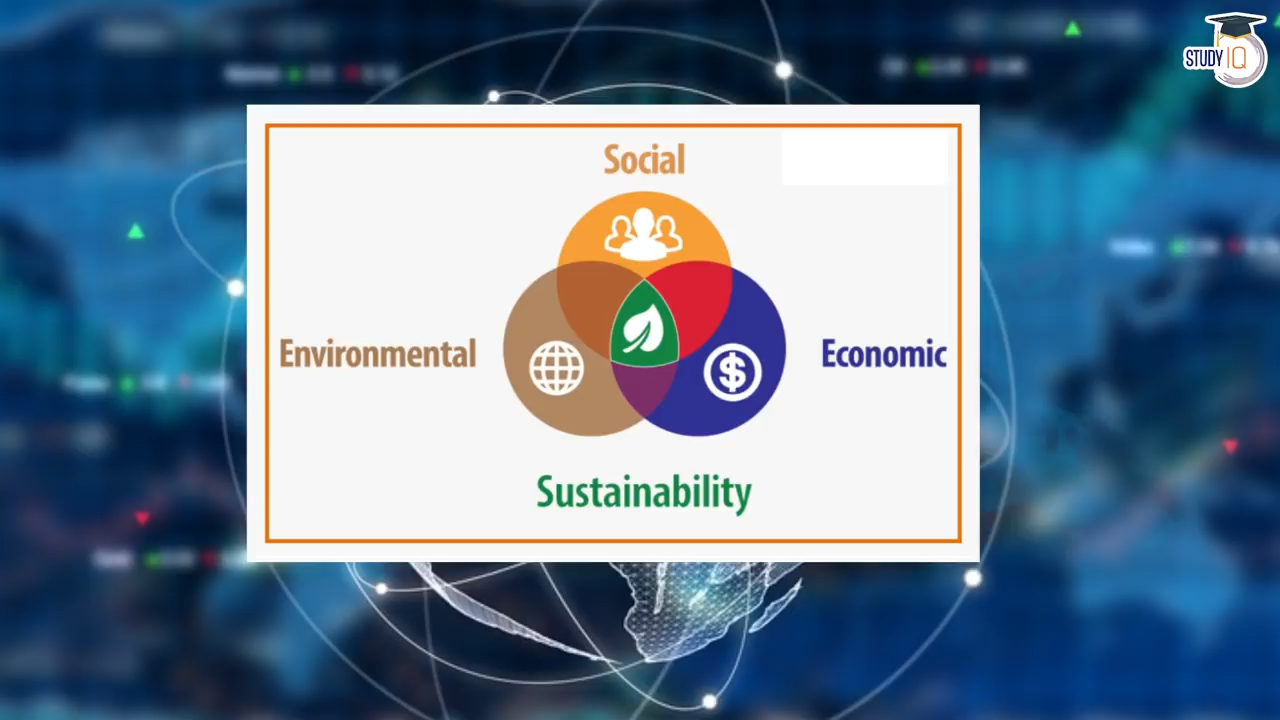 STUDY IQ
Social
Environmental
Economic
Sustainability